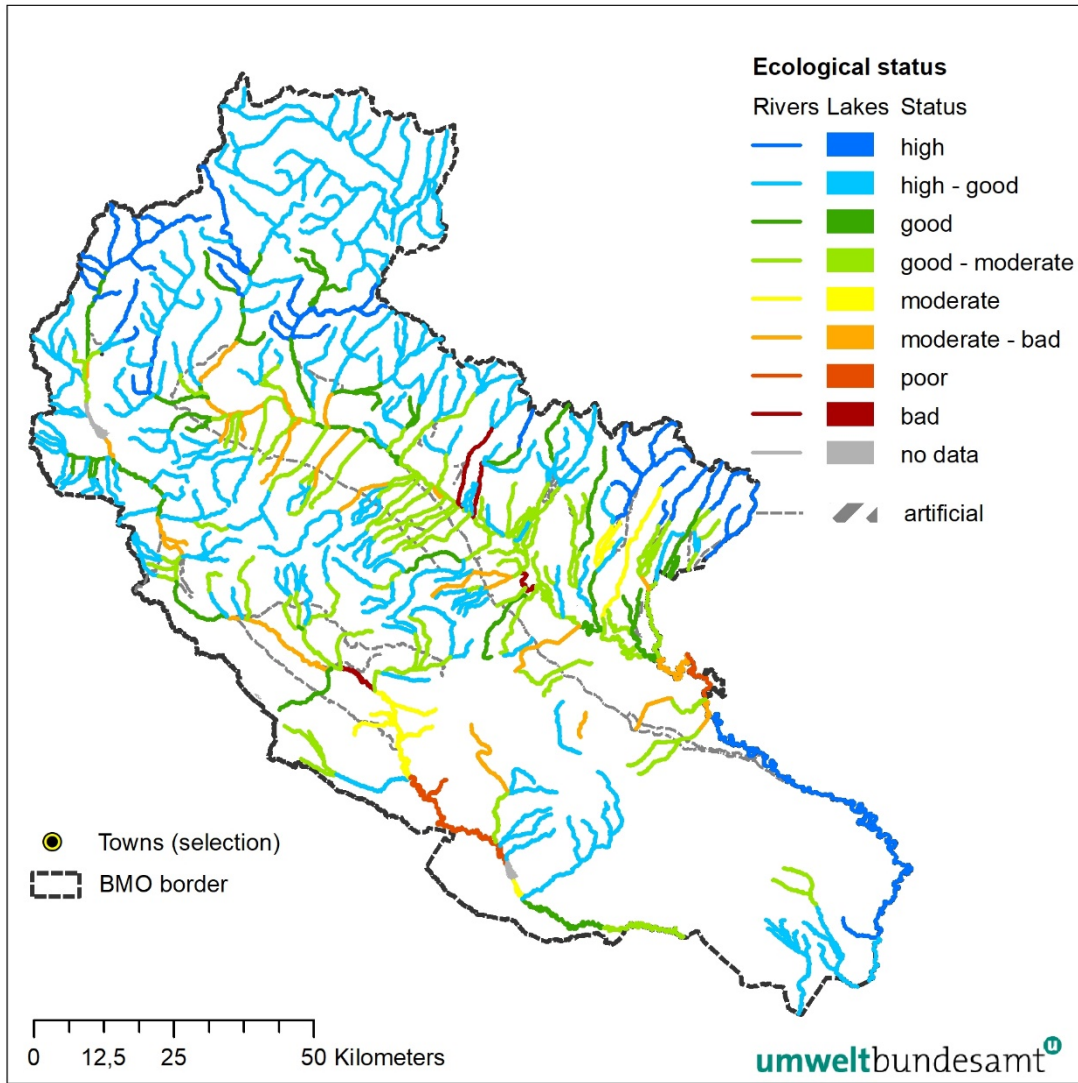 Ecological status
Rivers Lakes Status
high
high - good
good
good - moderate
moderate
moderate - bad
poor
bad
no data
artificial
Towns (selection)
BMO border
0 12,5 25 50 Kilometers
umweltbundesamt u